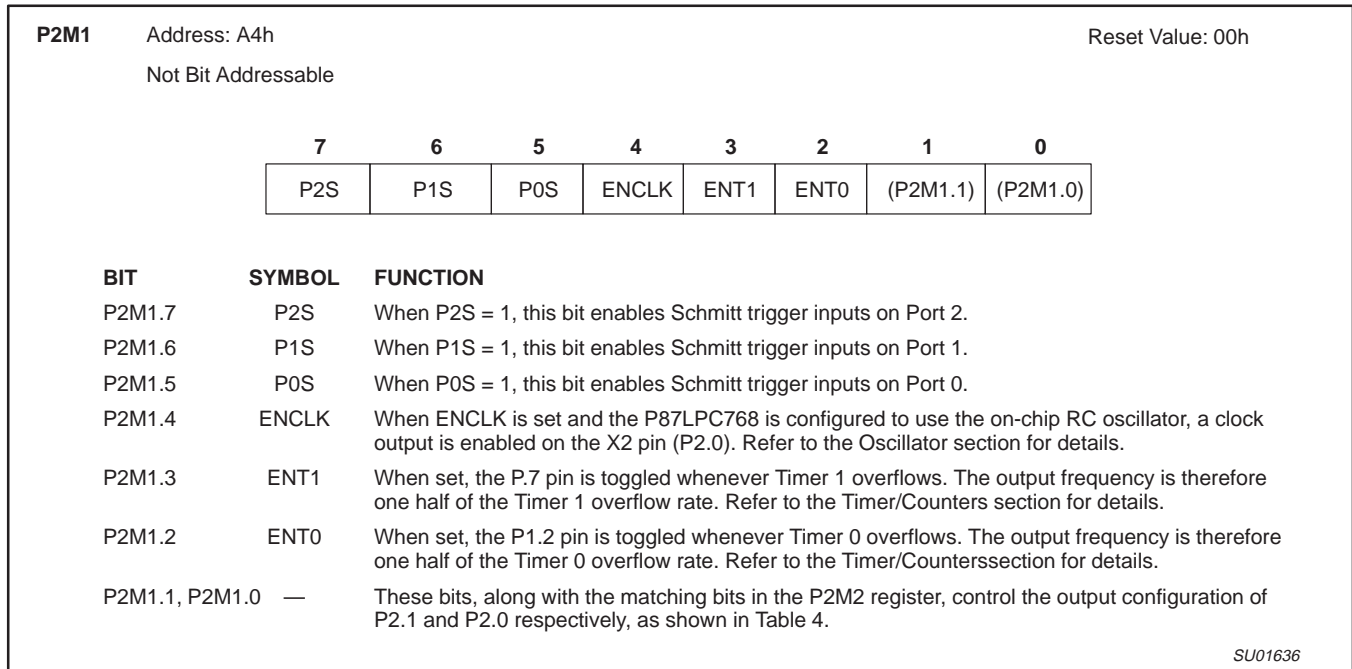 P2M1 Address: A4h Reset Value: 00h
Not Bit Addressable
7 6 5 4 3 2 1 0
P2S P1S P0S ENCLK ENT1 ENT0 (P2M1.1) (P2M1.0)
BIT SYMBOL FUNCTION
P2M1.7 P2S When P2S = 1, this bit enables Schmitt trigger inputs on Port 2.
P2M1.6 P1S When P1S = 1, this bit enables Schmitt trigger inputs on Port 1.
P2M1.5 P0S When P0S = 1, this bit enables Schmitt trigger inputs on Port 0.
P2M1.4 ENCLK When ENCLK is set and the P87LPC768 is configured to use the on-chip RC oscillator, a clock
output is enabled on the X2 pin (P2.0). Refer to the Oscillator section for details.
P2M1.3 ENT1 When set, the P.7 pin is toggled whenever Timer 1 overflows. The output frequency is therefore
one half of the Timer 1 overflow rate. Refer to the Timer/Counters section for details.
P2M1.2 ENT0 When set, the P1.2 pin is toggled whenever Timer 0 overflows. The output frequency is therefore
one half of the Timer 0 overflow rate. Refer to the Timer/Counterssection for details.
P2M1.1, P2M1.0 — These bits, along with the matching bits in the P2M2 register, control the output configuration of
P2.1 and P2.0 respectively, as shown in Table 4.
SU01636